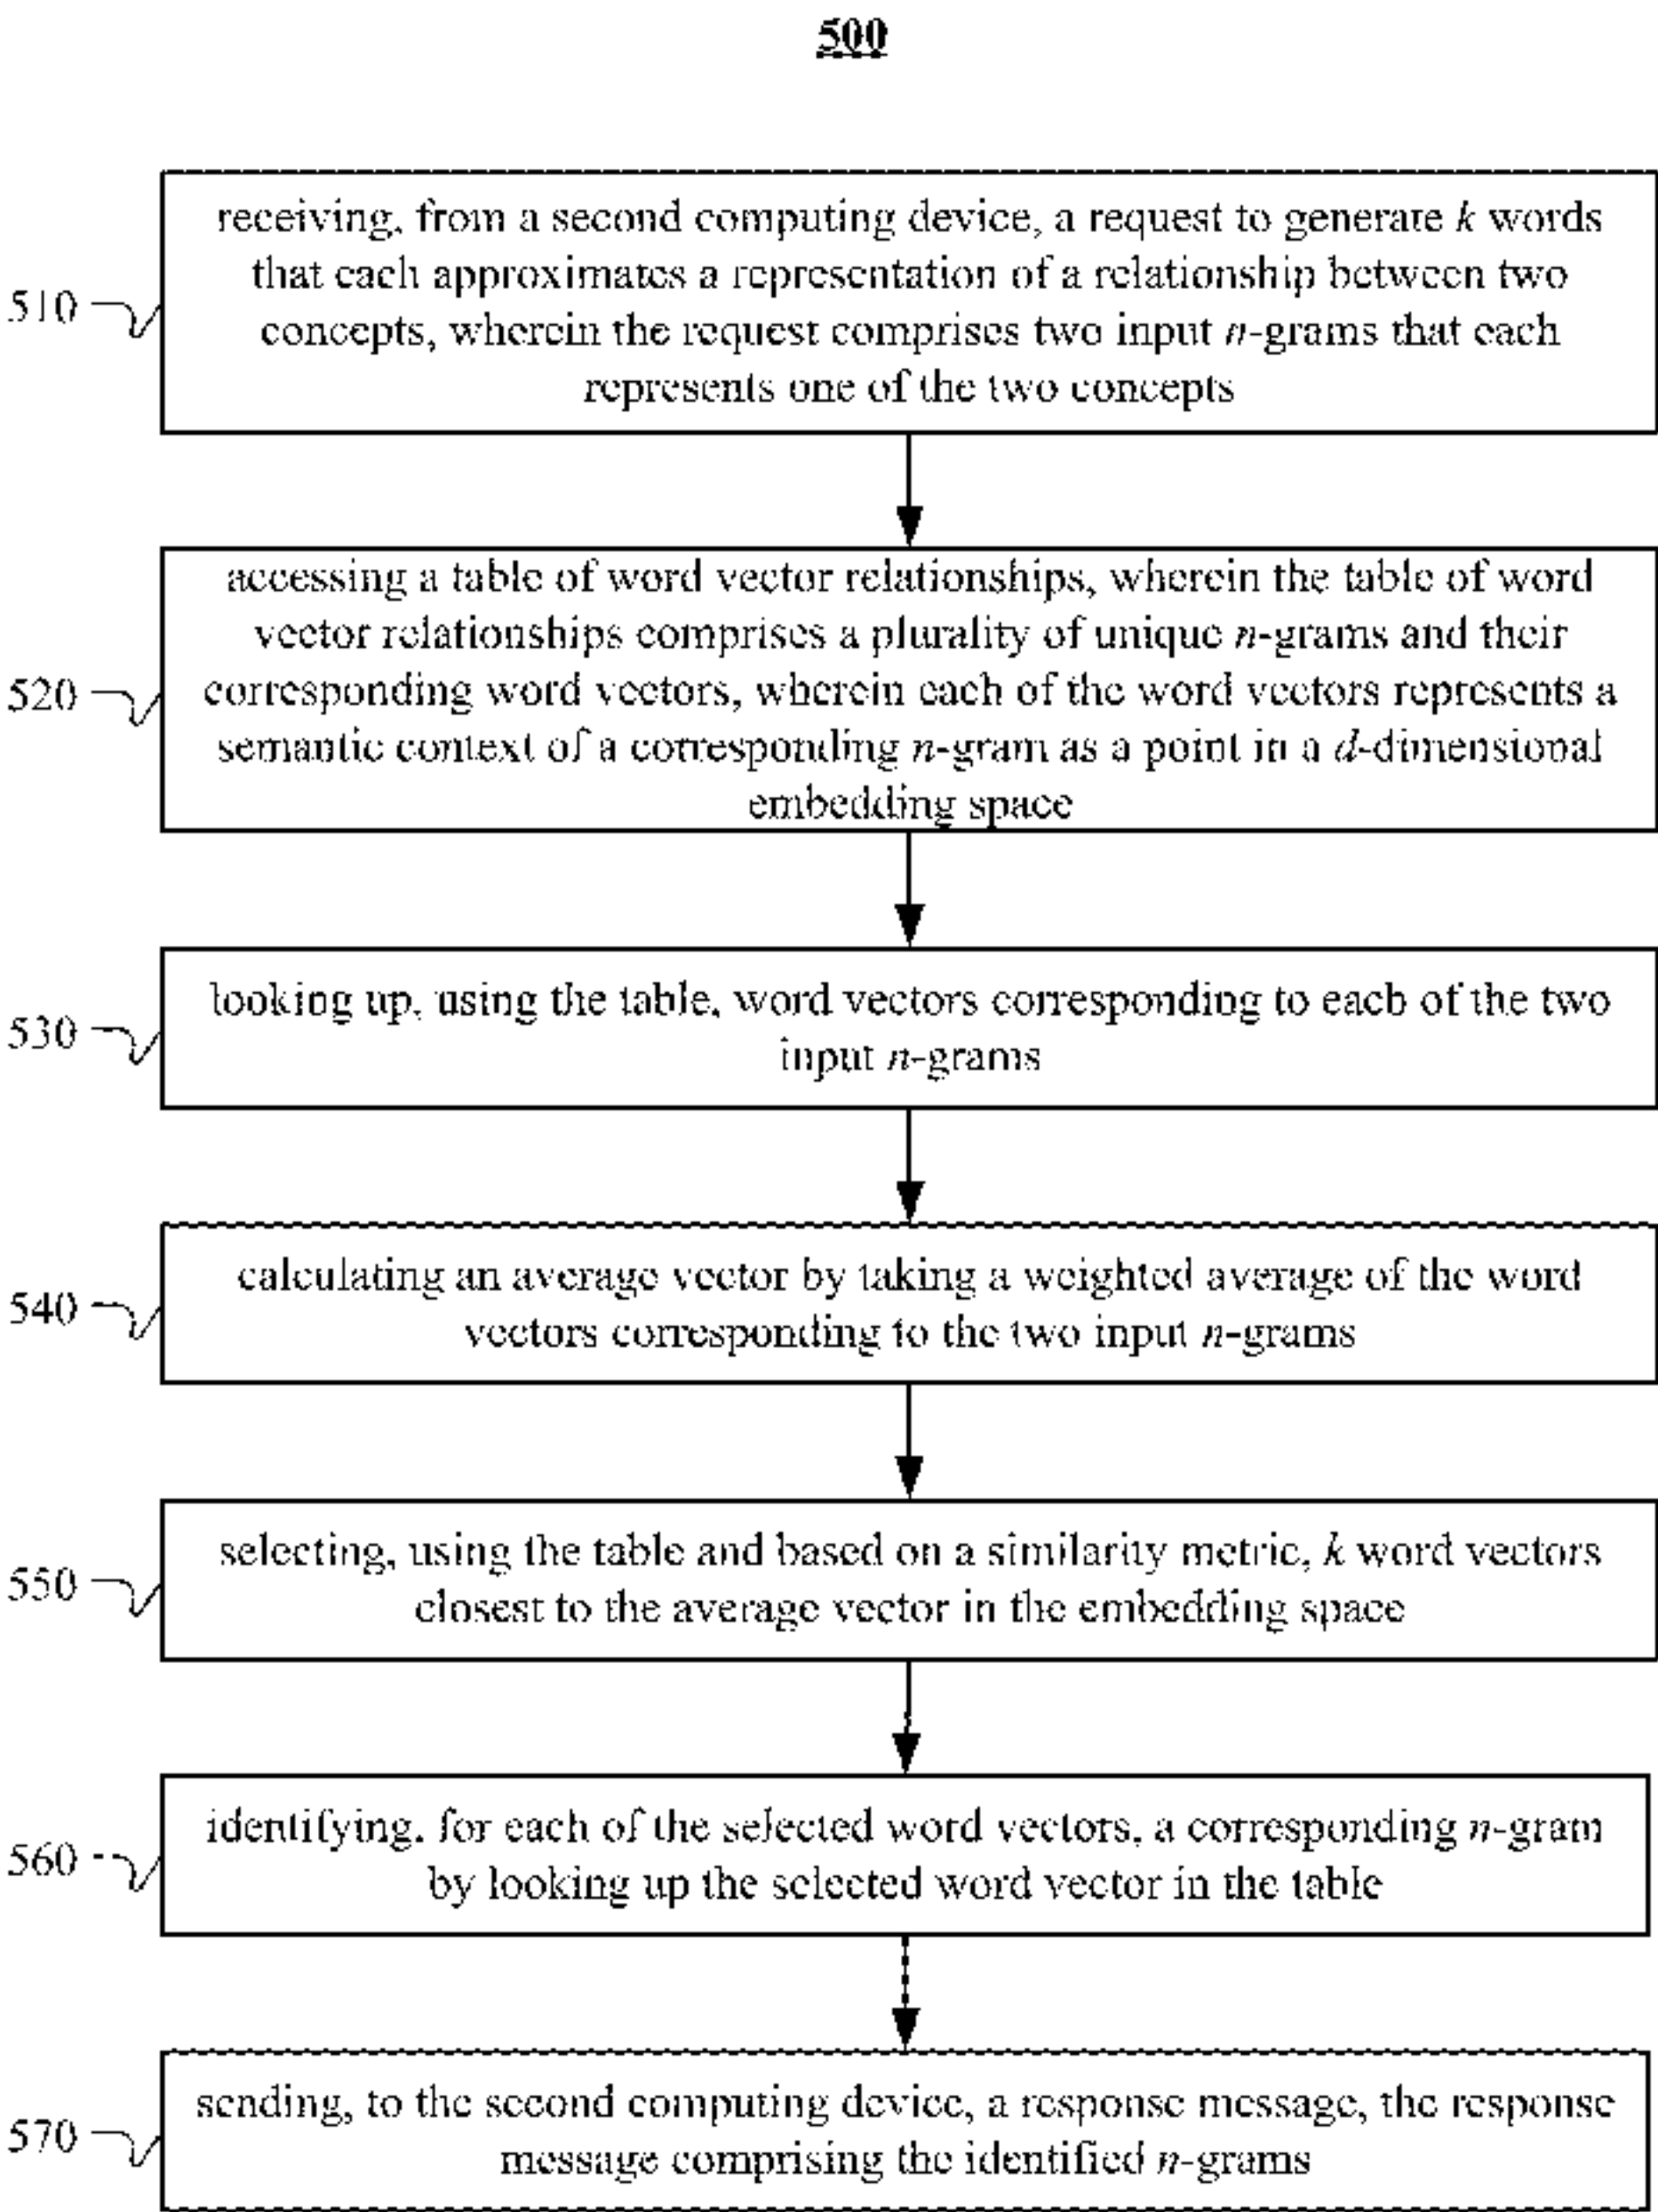 500
receiving, from a second computing device, a request to generate k words
that each approximates a representation of a relationship between two
concepts, wherein the request comprises two input n-grams that each
represents one of the two concepts
510
accessing a table of word vector relationships, wherein the table of word
vector relationships comprises a plurality of unique n-grams and their
corresponding word vectors, wherein each of the word vectors represents a
semantic context of a corresponding n-gram as a point in a d-dimensional
embedding space
520
looking up, using the table, word vectors corresponding to each of the two
input n-grams
530
calculating an average vector by taking a weighted average of the word
vectors corresponding to the two input n-grams
540
selecting, using the table and based on a similarity metric, k word vectors
closest to the average vector in the embedding space
550
identifying, for each of the selected word vectors, a corresponding n-gram
by looking up the selected word vector in the table
560
sending, to the second computing device, a response message, the response
message comprising the identified n-grams
570